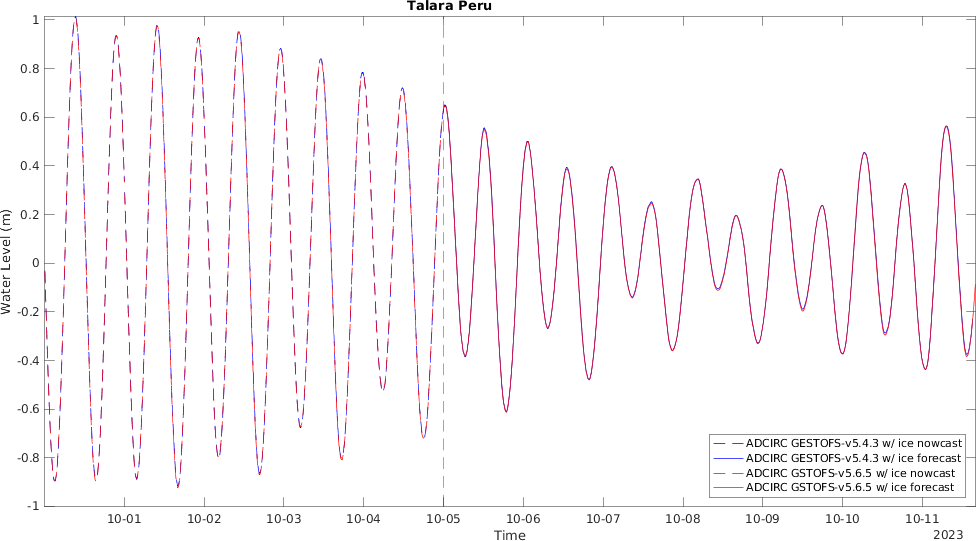 Talara Peru
1
0.8
0.6
0.4
0.2
0
-0.2
-0.4
-0.6
-0.8
-1
Water Level (m)
ADCIRC GESTOFS-v5.4.3 w/ ice nowcast
ADCIRC GESTOFS-v5.4.3 w/ ice forecast
ADCIRC GSTOFS-v5.6.5 w/ ice nowcast
ADCIRC GSTOFS-v5.6.5 w/ ice forecast
10-01 10-02 10-03 10-04 10-05 10-06 10-07 10-08 10-09 10-10 10-11
Time
2023